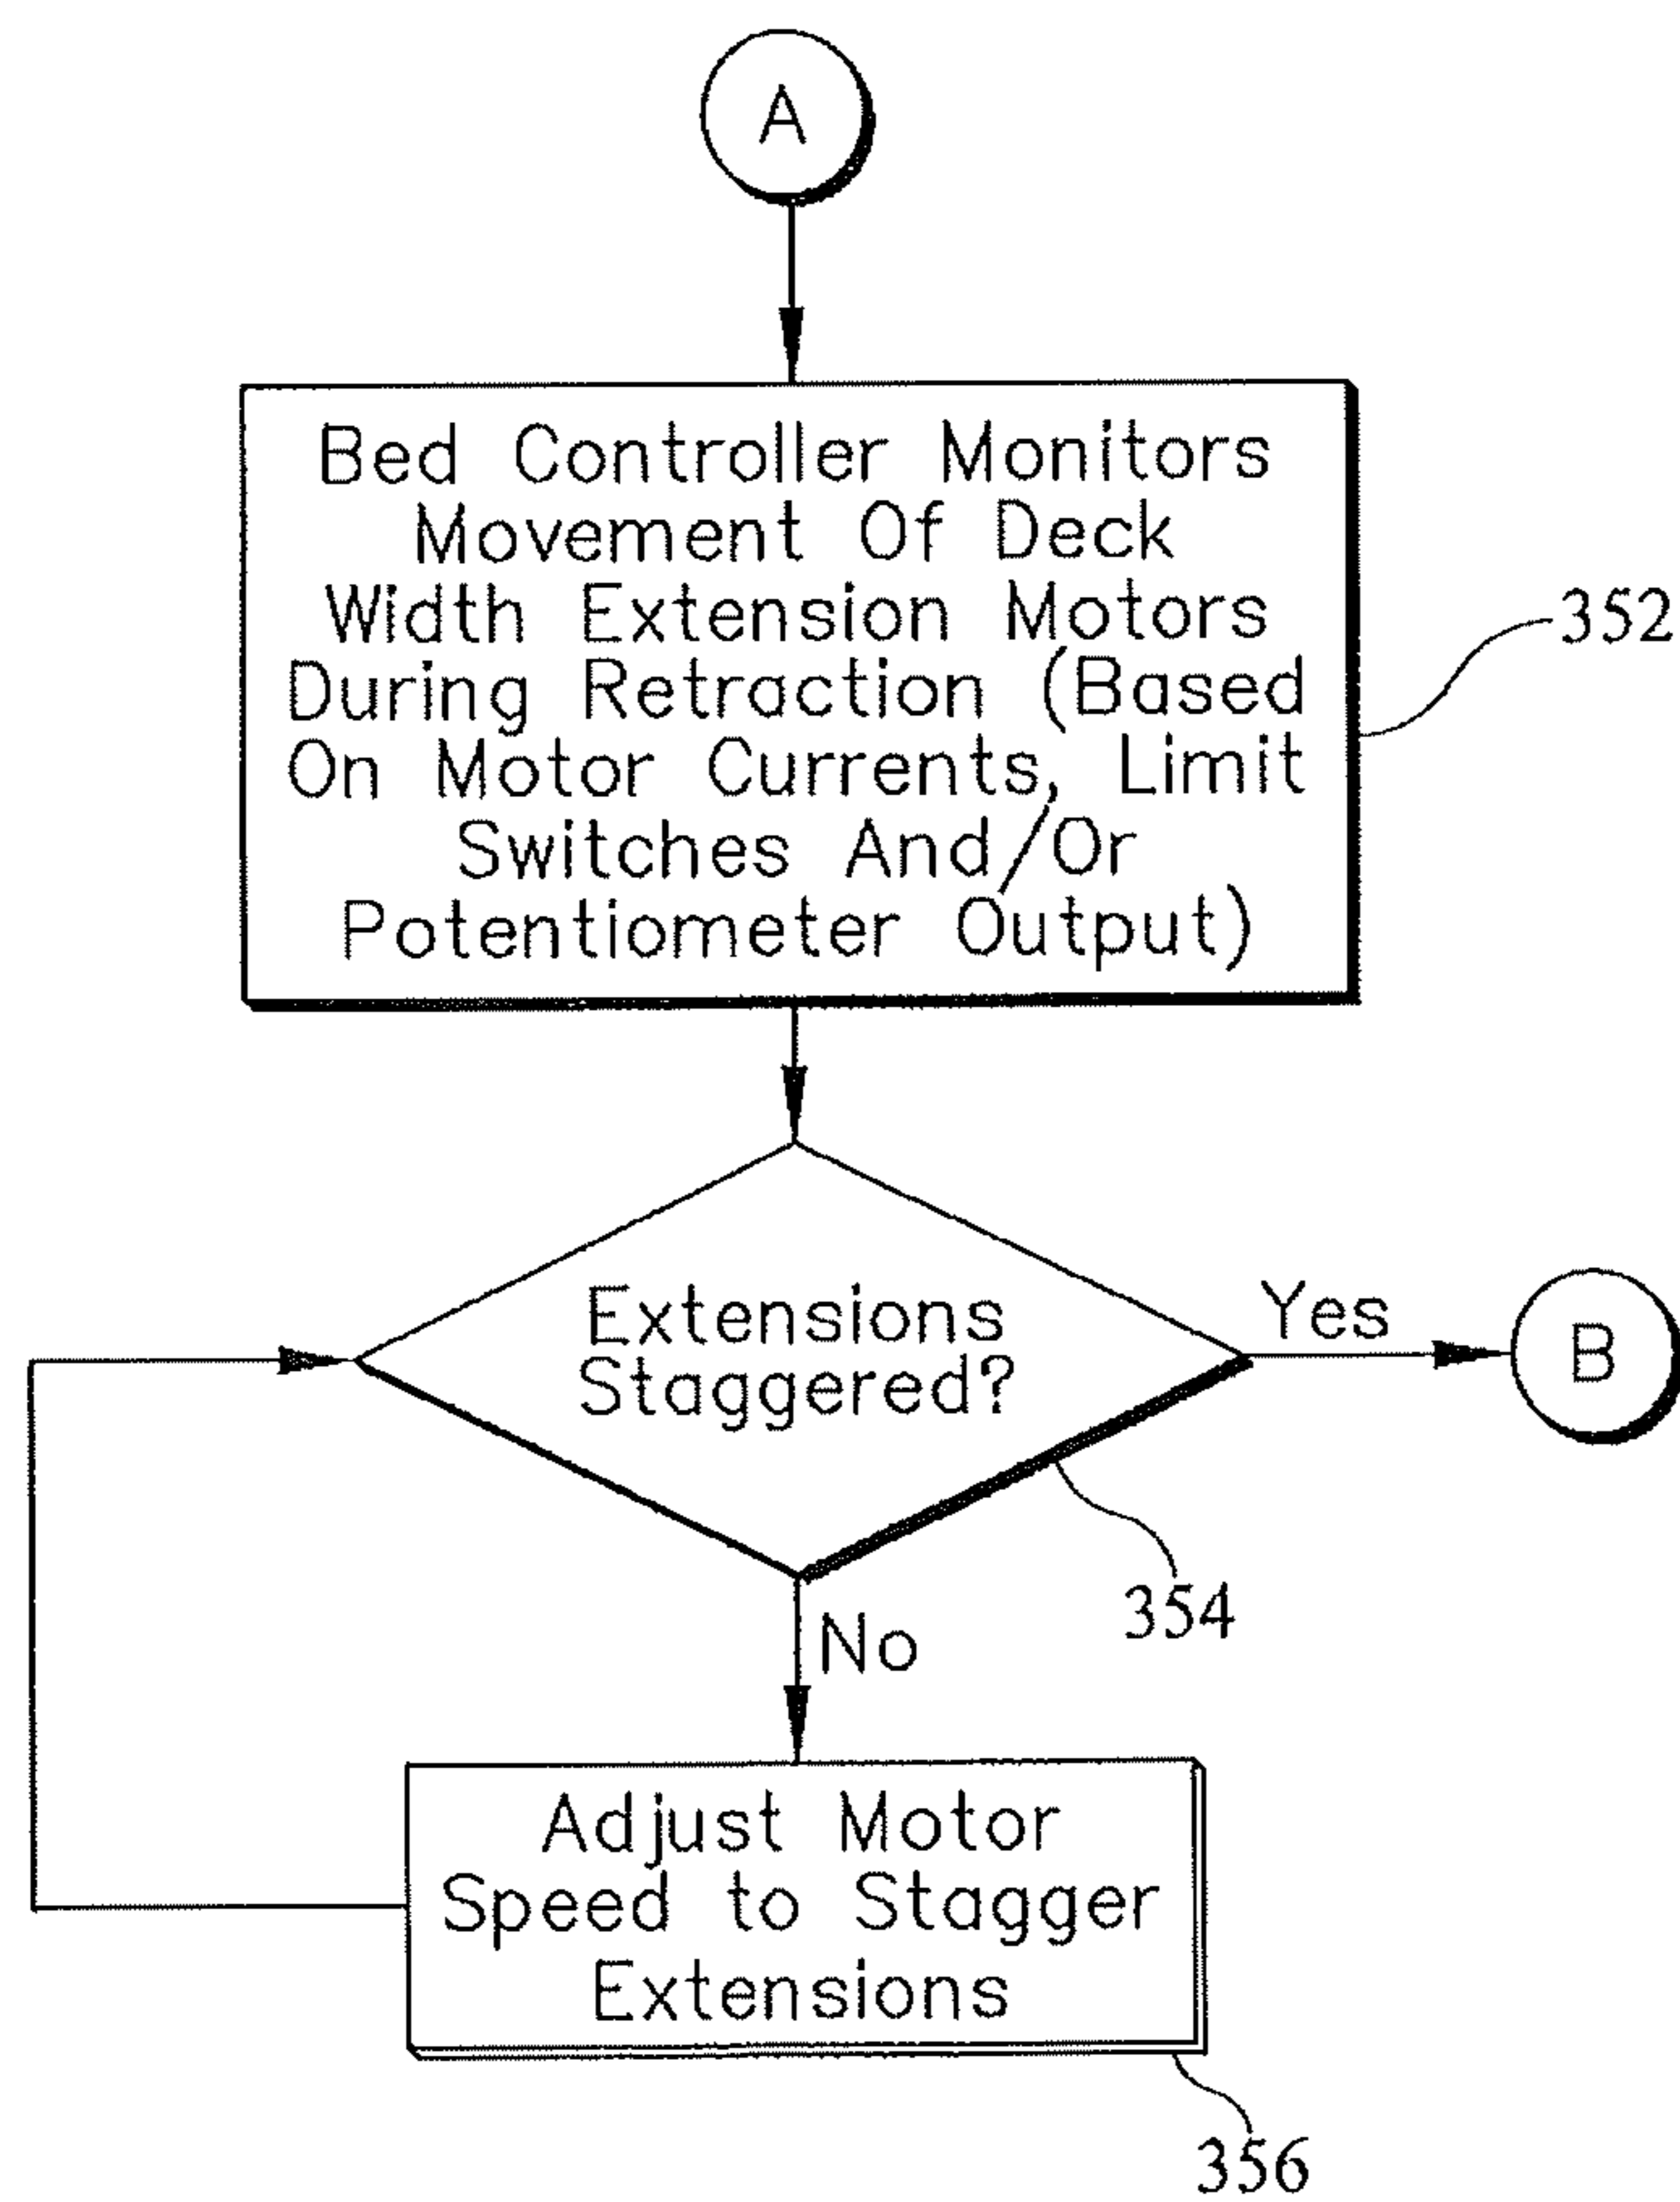 A
Bed Controller Monitors
Movement Of Deck
Width Extension Motors
During Retraction (Based
On Motor Currents, Limit
Switches And/Or
Potentiometer Output)
352
Extensions
Staggered?
Yes
B
354
No
Adjust Motor
Speed to Stagger
Extensions
356